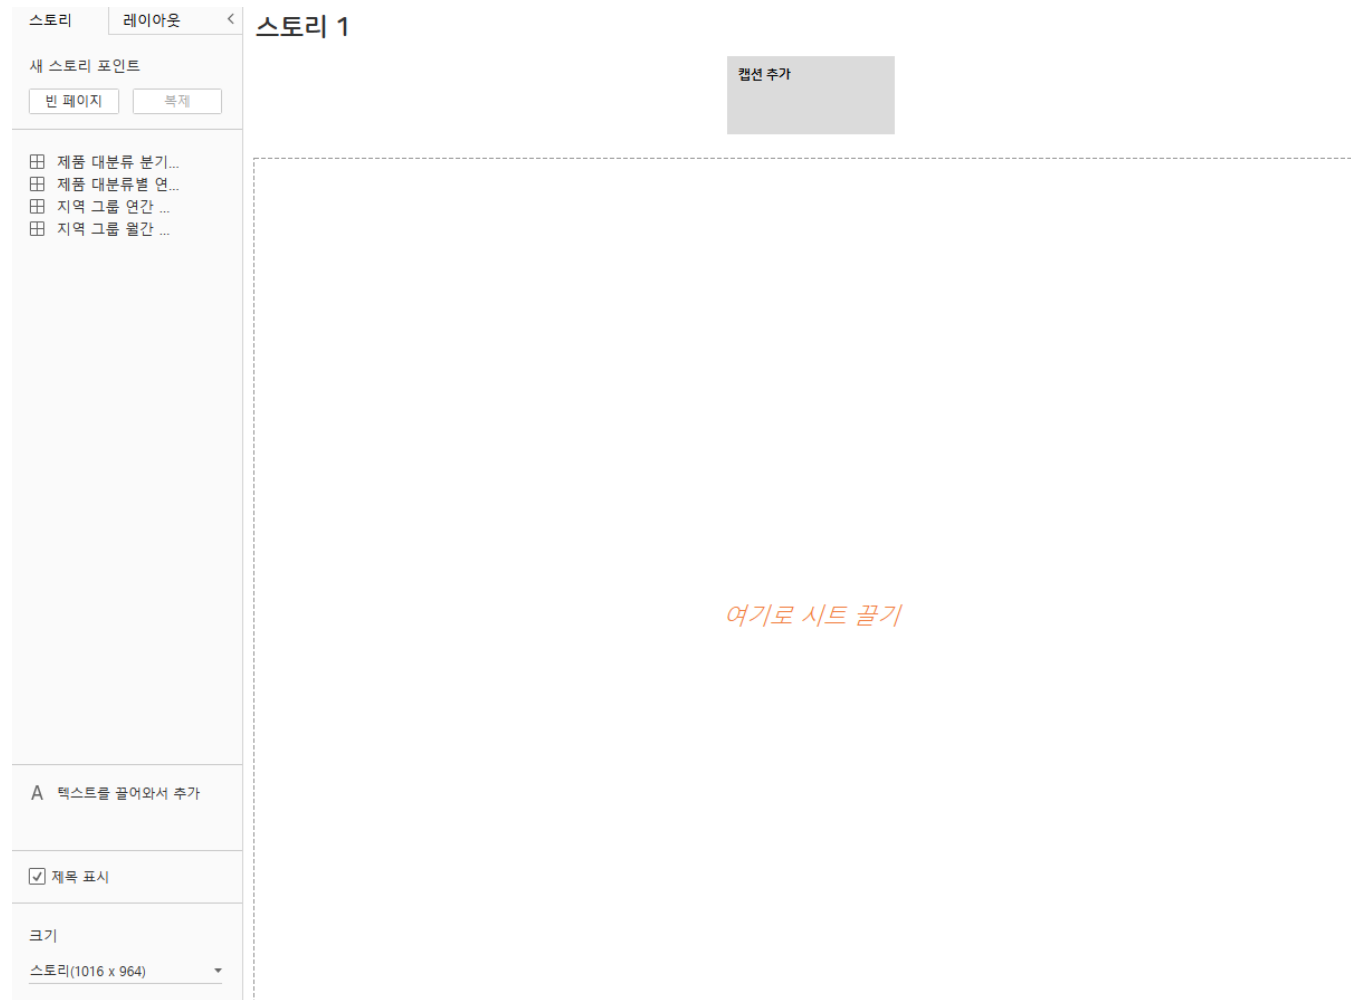 스토리
레이아웃
스토리 1
새 스토리 포인트
빈 페이지
복제
캡션 추가
제품 대분류 분기...
제품 대분류별 연...
지역 그룹 연간 ...
지역 그룹 월간 ...
여기로 시트 끌기
A 텍스트를 끌어와서 추가
제목 표시
크기
스토리(1016 x 964)